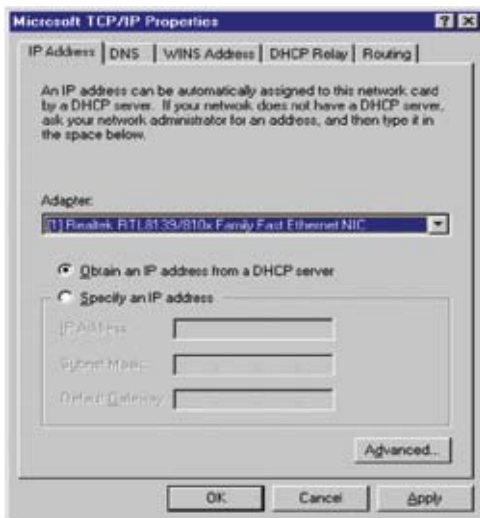 Microsoft TCP/IP Properties
IP Address DNS WINS Address DHCP Relay Routing
An IP address can be automatically assigned to this network card
by a DHCP server. If your network does not have a DHCP server,
ask your network administrator for an address, and then type it in
the space below.
Adapter:
[1] Realtek RTL8139/810x Family Fast Ethernet NIC
Obtain an IP address from a DHCP server
Specify an IP address
IP Address:
Subnet Mask:
Default Gateway:
Advanced...
OK Cancel Apply